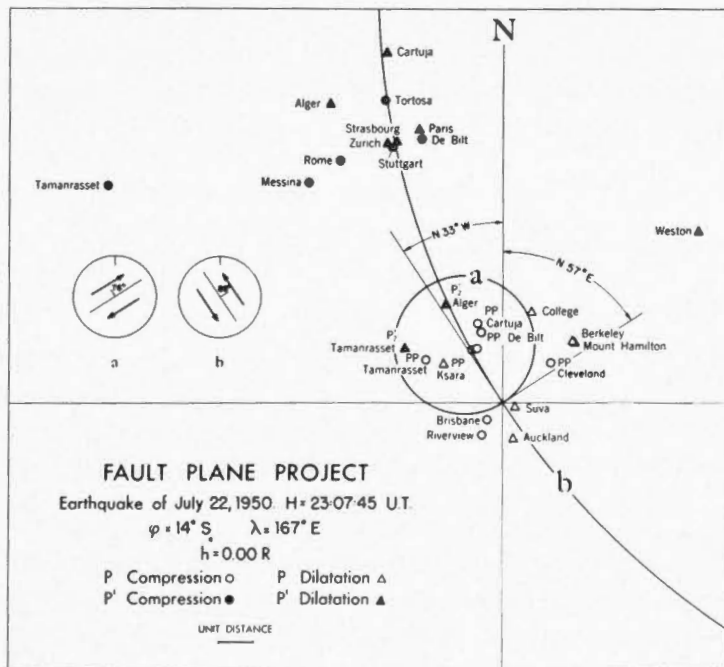 N
Cartuja
Alger
Tortosa
Strasbourg
Paris
Zurich
De Bilt
Stuttgart
Rome
Messina
Tamanrasset
Weston
N 33° W
N 57° E
a
P'₂
Alger
PP
Cartuja
College
PP De Bilt
Berkeley
Mount Hamilton
Tamanrasset
PP
Tamanrasset
PP
Ksara
PP
Cleveland
a
b
Suva
Brisbane
Riverview
Auckland
b
FAULT PLANE PROJECT
Earthquake of July 22, 1950. H = 23:07:45 U.T.
φ = 14° S λ = 167° E
h = 0.00 R
P Compression ○ P Dilatation △
P' Compression ● P' Dilatation ▲
UNIT DISTANCE